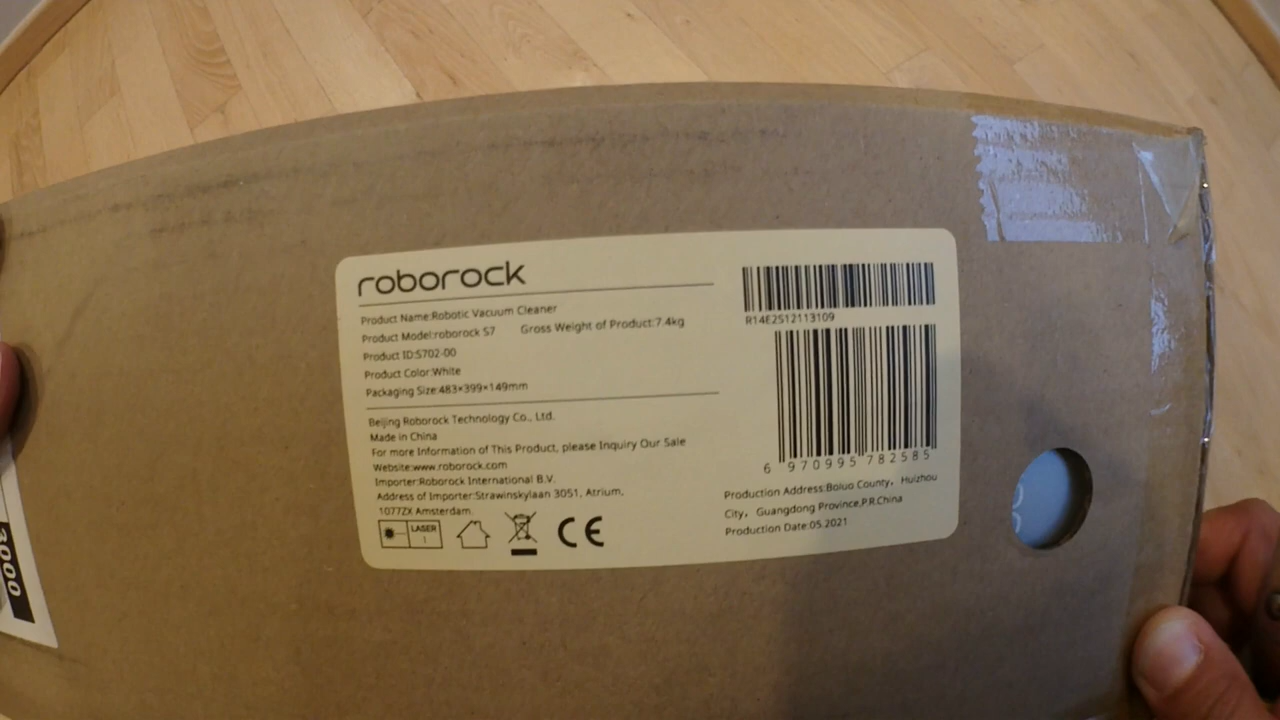 roborock
Product Name:Robotic Vacuum Cleaner
Product Model:roborock S7 Gross Weight of Product:7.4kg
Product ID:S702-00
Product Color:White
Packaging Size:483×399×149mm
Beijing Roborock Technology Co., Ltd.
Made in China
For more Information of This Product, please Inquiry Our Sale
Website:www.roborock.com
Importer:Roborock International B.V.
Address of Importer:Strawinskylaan 3051, Atrium,
1077ZX Amsterdam.
LASER
1
CE
R14E2S12113109
6 970995 782585
Production Address:Boluo County, Huizhou
City, Guangdong Province,P.R.China
Production Date:05.2021
3000